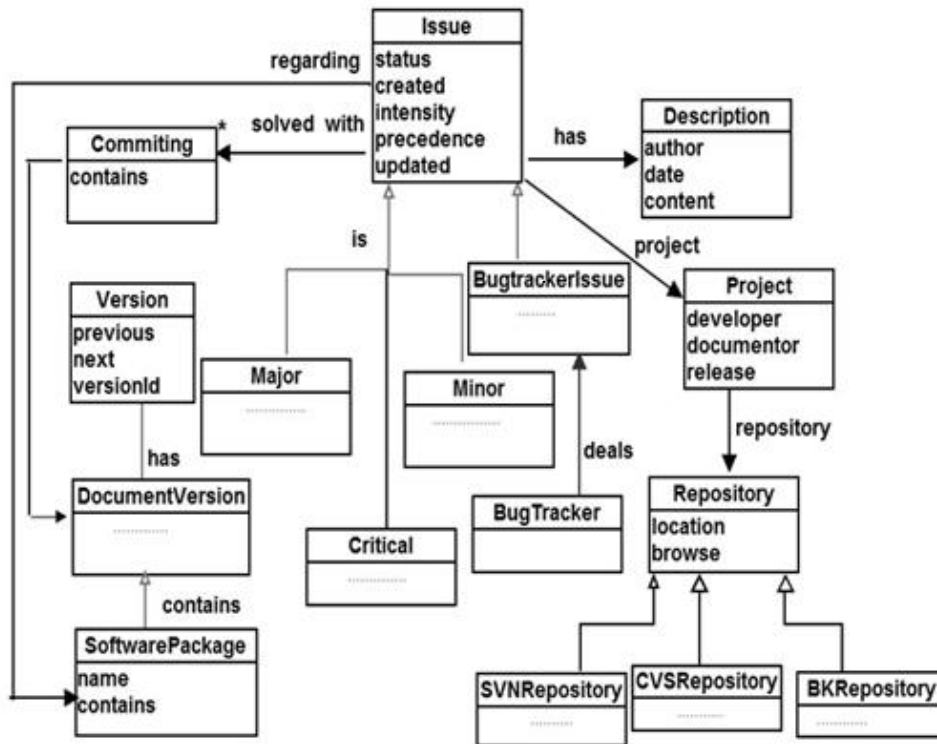 Issue
status
created
intensity
precedence
updated
regarding
solved with
*
Commiting
contains
has
Description
author
date
content
is
project
BugtrackerIssue
Project
developer
documentor
release
Version
previous
next
versionId
Major
Minor
has
deals
repository
DocumentVersion
Critical
BugTracker
Repository
location
browse
contains
SoftwarePackage
name
contains
SVNRepository
CVSRepository
BKRepository